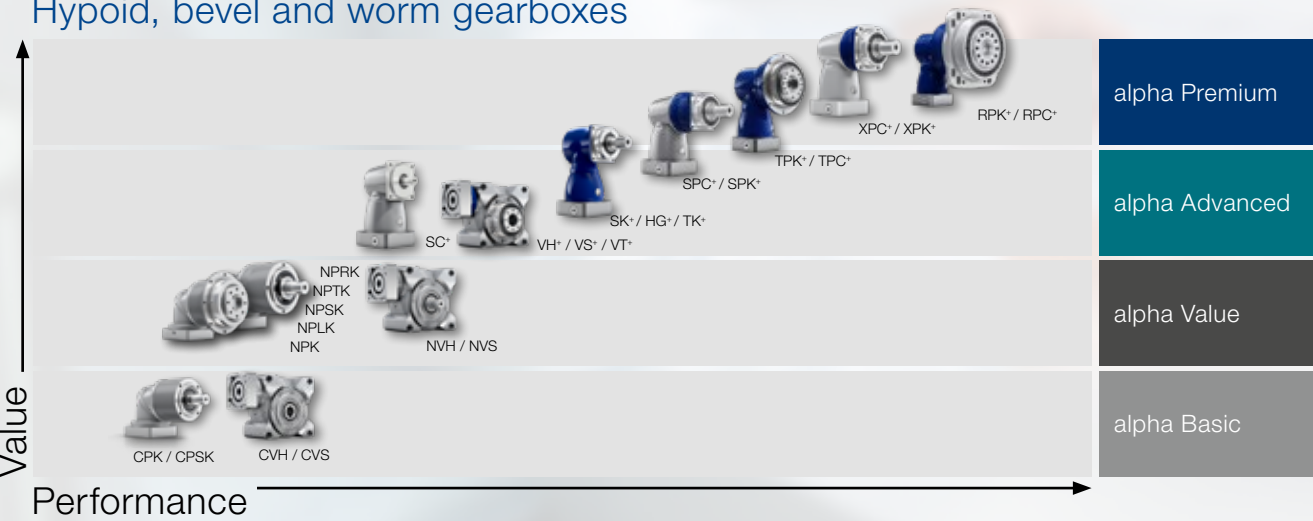 Hypoid, bevel and worm gearboxes
alpha Premium
RPK⁺ / RPC⁺
XPC⁺ / XPK⁺
TPK⁺ / TPC⁺
SPC⁺ / SPK⁺
alpha Advanced
SK⁺ / HG⁺ / TK⁺
SC⁺
VH⁺ / VS⁺ / VT⁺
NPRK
NPTK
NPSK
NPLK
NPK
NVH / NVS
alpha Value
alpha Basic
CPK / CPSK
CVH / CVS
Value
Performance